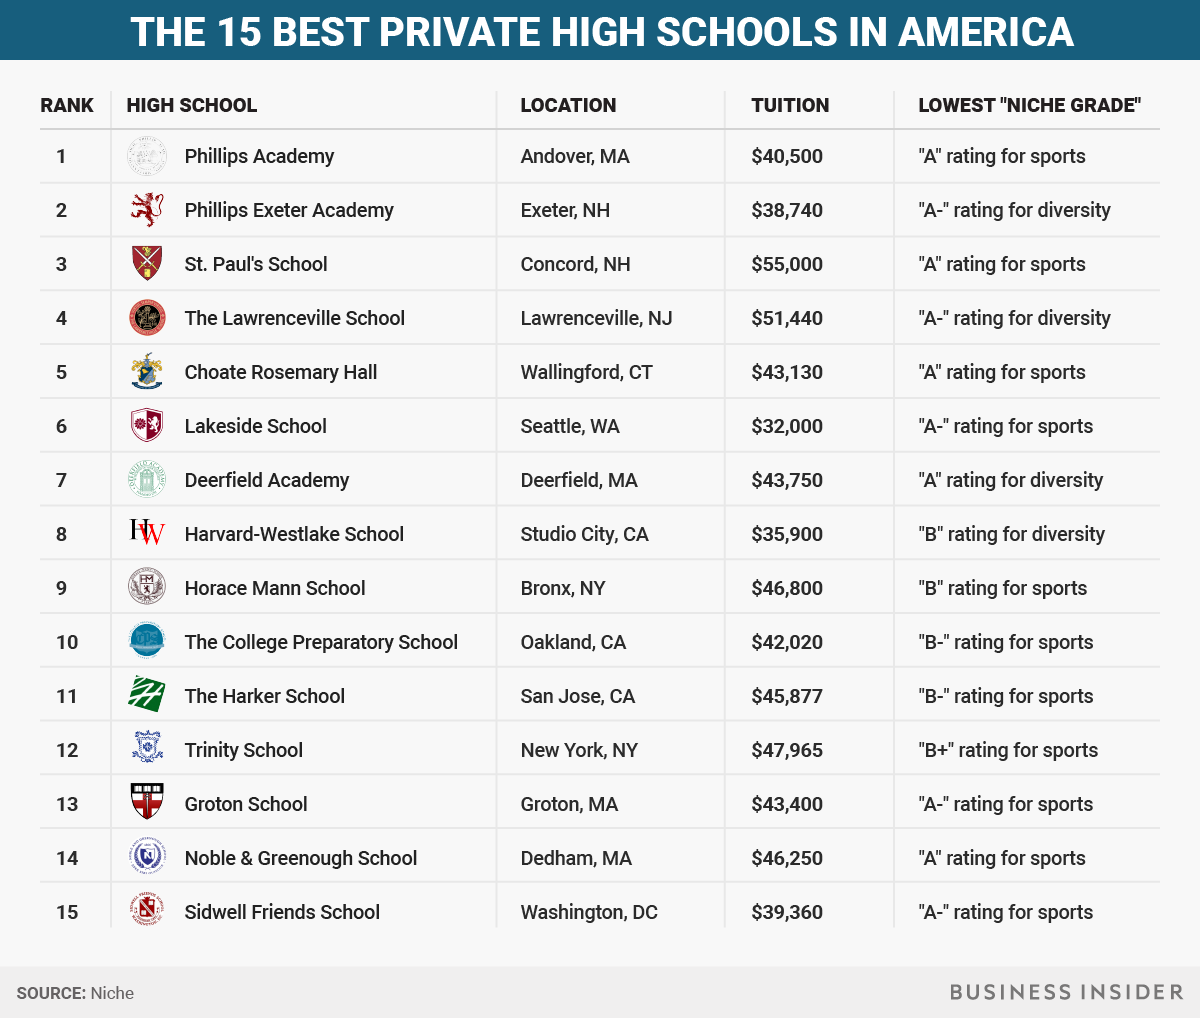 THE 15 BEST PRIVATE HIGH SCHOOLS IN AMERICA
RANK HIGH SCHOOL LOCATION TUITION LOWEST "NICHE GRADE"
1 Phillips Academy Andover, MA $40,500 "A" rating for sports
2 Phillips Exeter Academy Exeter, NH $38,740 "A-" rating for diversity
3 St. Paul's School Concord, NH $55,000 "A" rating for sports
4 The Lawrenceville School Lawrenceville, NJ $51,440 "A-" rating for diversity
5 Choate Rosemary Hall Wallingford, CT $43,130 "A" rating for sports
6 Lakeside School Seattle, WA $32,000 "A-" rating for sports
7 Deerfield Academy Deerfield, MA $43,750 "A" rating for diversity
8 HW Harvard-Westlake School Studio City, CA $35,900 "B" rating for diversity
9 HM Horace Mann School Bronx, NY $46,800 "B" rating for sports
10 The College Preparatory School Oakland, CA $42,020 "B-" rating for sports
11 H The Harker School San Jose, CA $45,877 "B-" rating for sports
12 Trinity School New York, NY $47,965 "B+" rating for sports
13 Groton School Groton, MA $43,400 "A-" rating for sports
14 N Noble & Greenough School Dedham, MA $46,250 "A" rating for sports
15 Sidwell Friends School Washington, DC $39,360 "A-" rating for sports
SOURCE: Niche
BUSINESS INSIDER